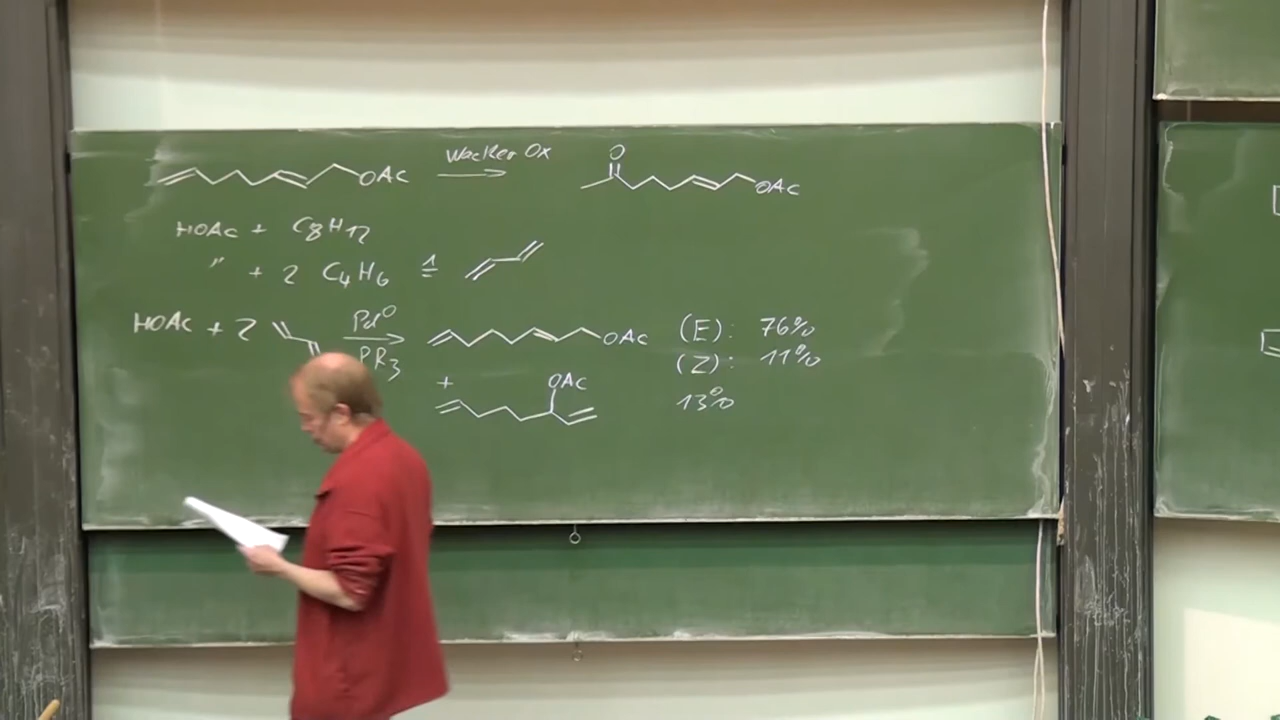 Wacker Ox
OAc
O
OAc
HOAc + C8H12
" + 2 C4H6 ≙
HOAc + 2 Pd⁰ PR3
OAc (E): 76%
(Z): 11%
+ OAc 13%